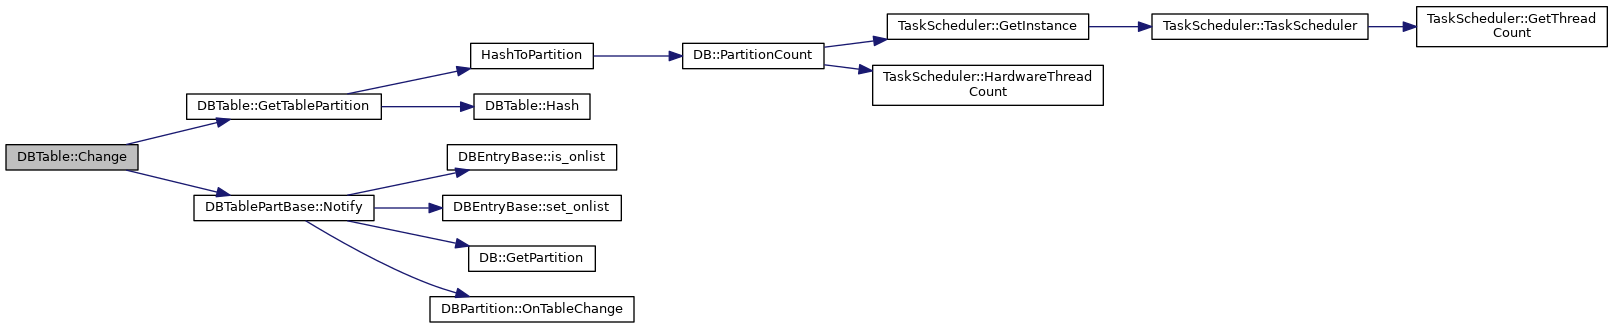 DBTable::Change
DBTable::GetTablePartition
HashToPartition
DB::PartitionCount
TaskScheduler::GetInstance
TaskScheduler::TaskScheduler
TaskScheduler::GetThread
Count
TaskScheduler::HardwareThread
Count
DBTable::Hash
DBTablePartBase::Notify
DBEntryBase::is_onlist
DBEntryBase::set_onlist
DB::GetPartition
DBPartition::OnTableChange